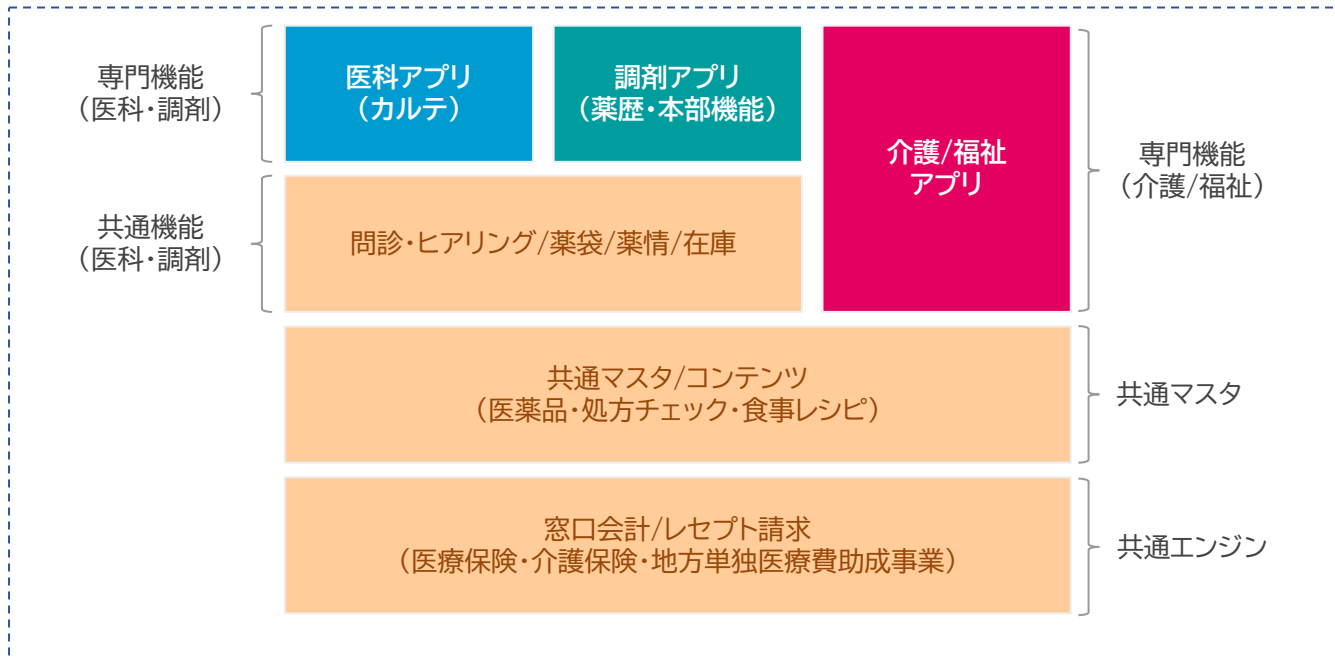 専門機能
（医科・調剤）
医科アプリ
（カルテ）
調剤アプリ
（薬歴・本部機能）
介護/福祉
アプリ
専門機能
（介護/福祉）
共通機能
（医科・調剤）
問診・ヒアリング/薬袋/薬情/在庫
共通マスタ/コンテンツ
（医薬品・処方チェック・食事レシピ）
共通マスタ
窓口会計/レセプト請求
（医療保険・介護保険・地方単独医療費助成事業）
共通エンジン